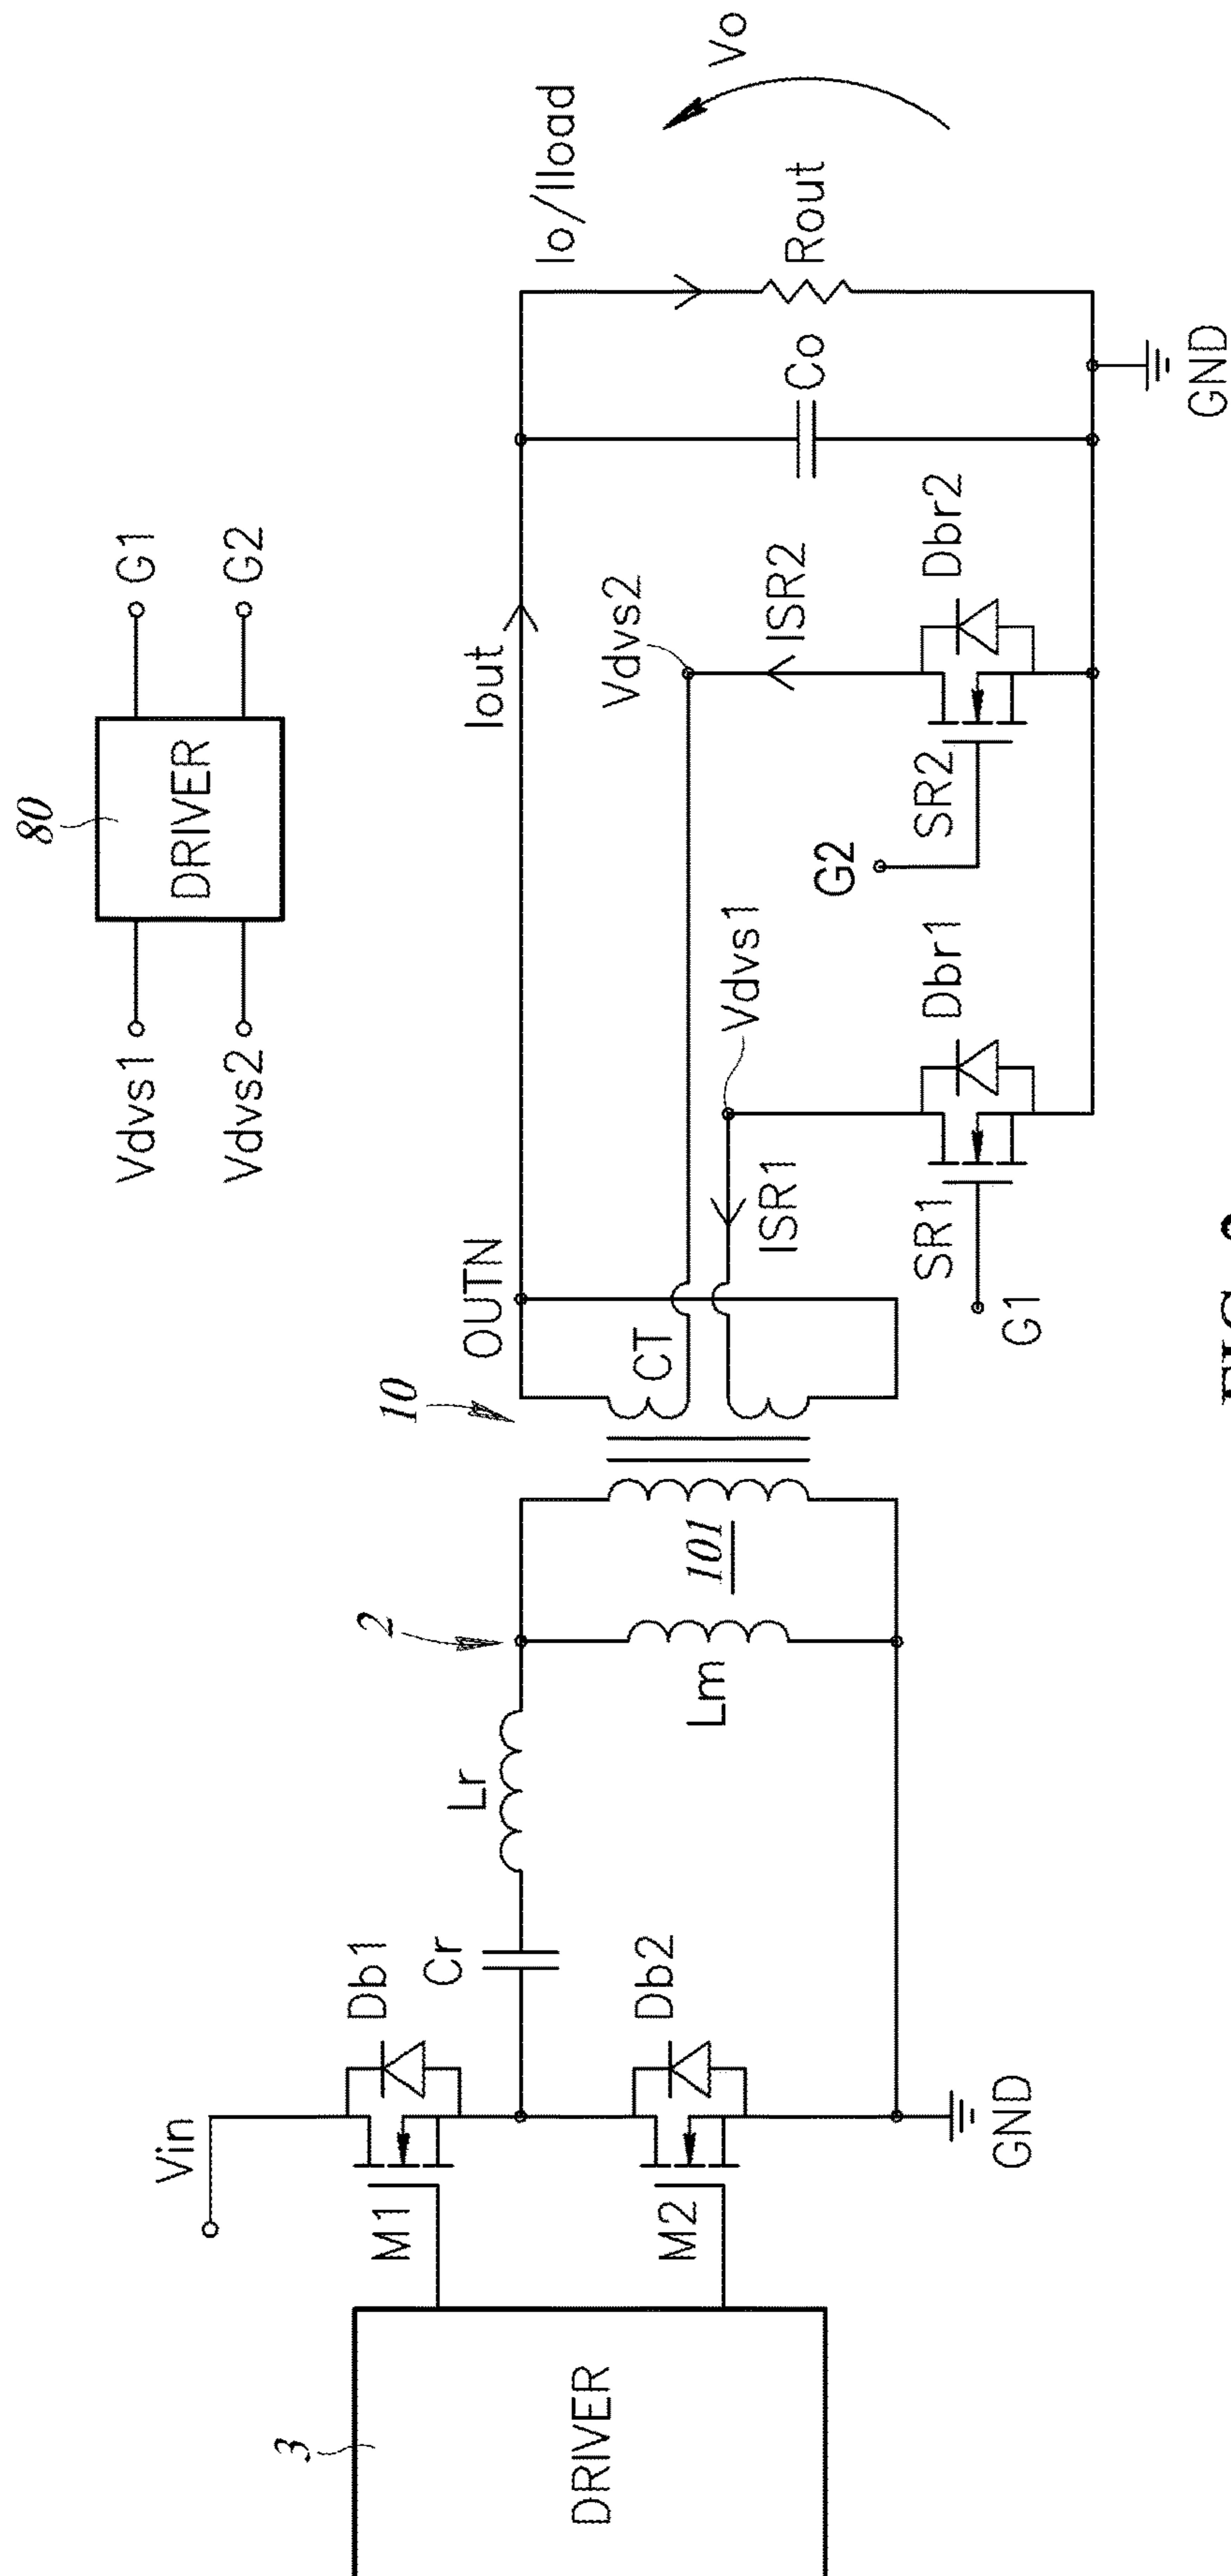 80
DRIVER
Vdvs1
Vdvs2
G1
G2
3
DRIVER
Vin
M1
Db1
M2
Db2
GND
Cr
Lr
2
Lm
101
10
CT
OUTN
Iout
Vdvs1
ISR1
SR1
G1
Dbr1
Vdvs2
ISR2
SR2
G2
Dbr2
Co
Io/Iload
Rout
Vo
GND
FIG.